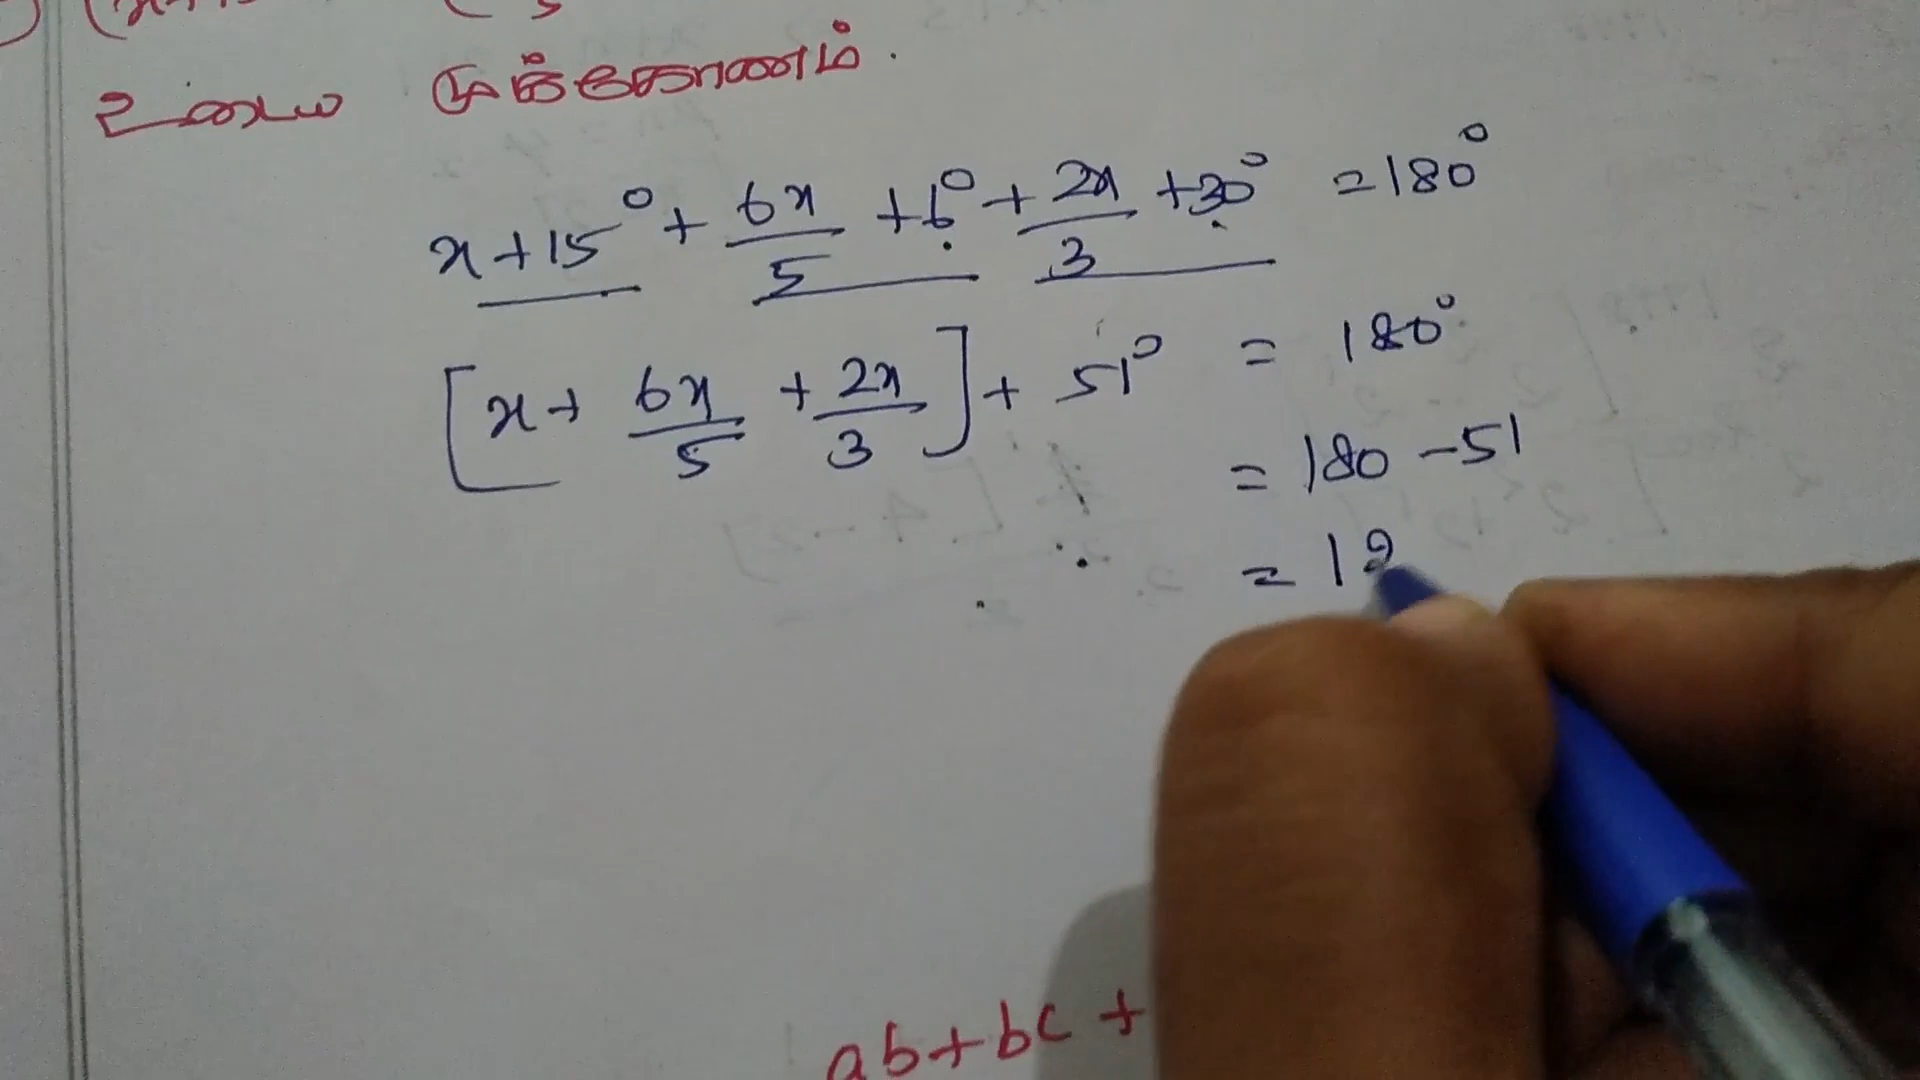 உடைய முக்கோணம்.
x+15° + 6x/5 +6° + 2x/3 +30° =180°
[x+ 6x/5 + 2x/3] + 51° = 180°
= 180 -51
= 12
ab+bc +